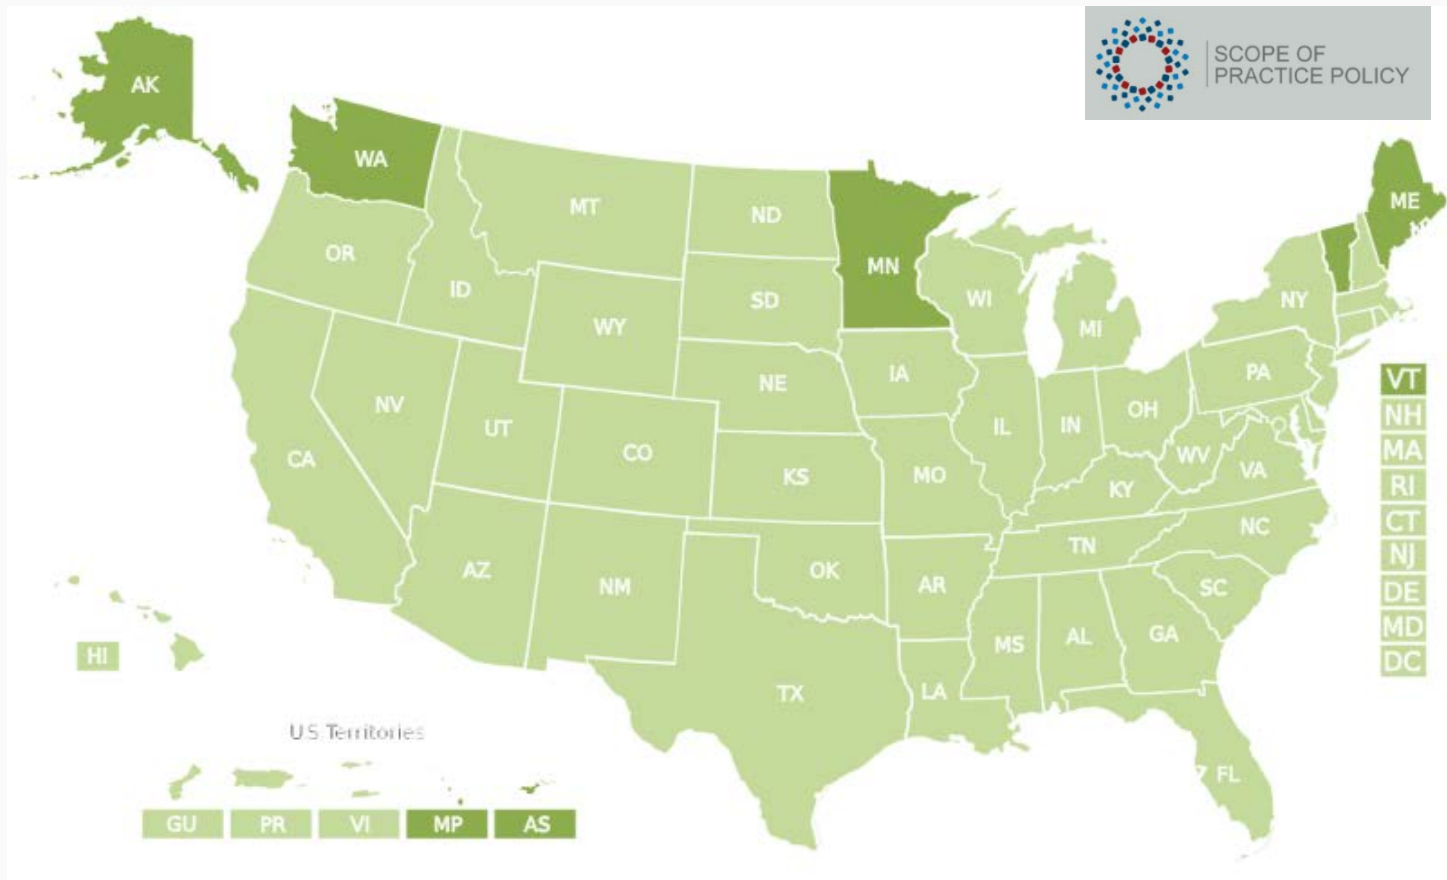 SCOPE OF
PRACTICE POLICY
AK
WA
ME
MT
ND
MN
OR
ID
SD
WI
NY
WY
MI
IA
PA
VT
NE
NV
OH
NH
UT
IL
IN
CO
MA
CA
WV
VA
KS
MO
RI
KY
CT
NC
TN
NJ
AZ
OK
NM
AR
SC
DE
MS
AL
GA
MD
HI
DC
TX
LA
US Territories
FL
GU
PR
VI
MP
AS